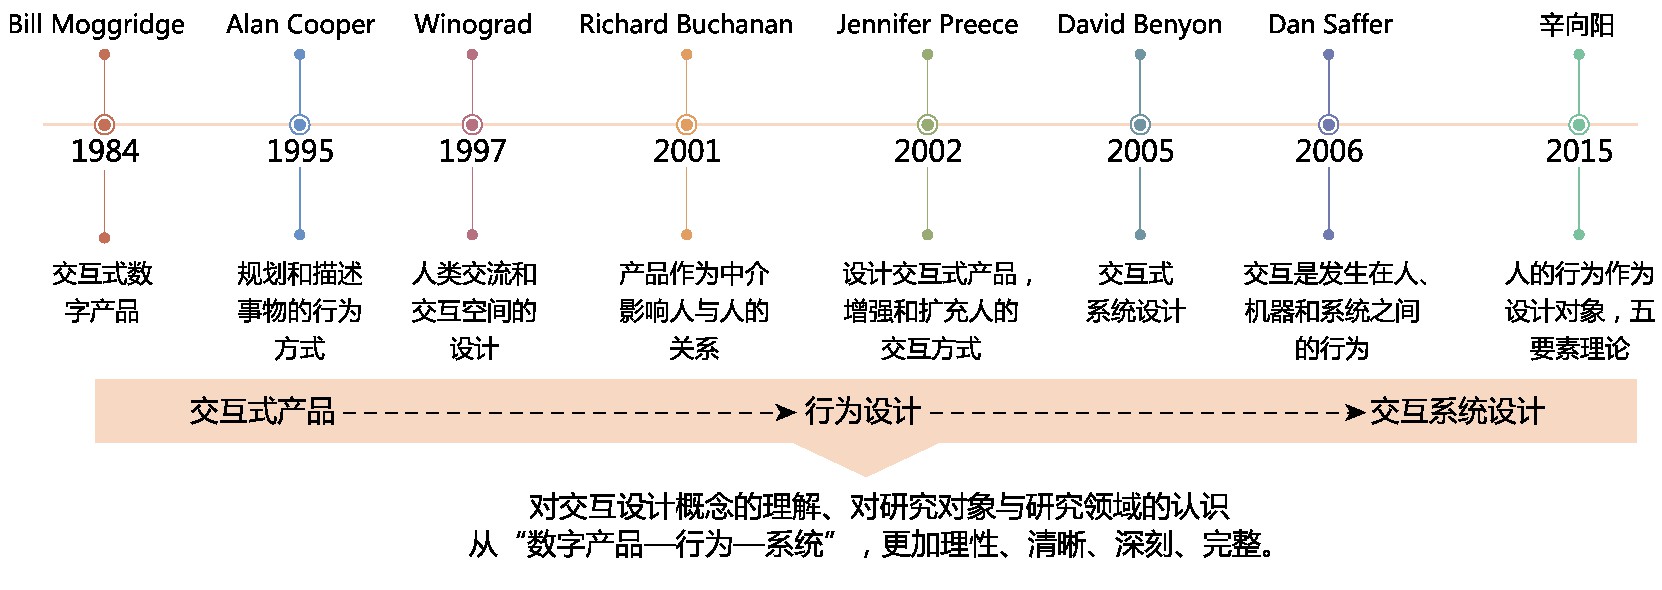 Bill Moggridge Alan Cooper Winograd Richard Buchanan Jennifer Preece David Benyon Dan Saffer 辛向阳
1984 1995 1997 2001 2002 2005 2006 2015
交互式数
字产品
规划和描述
事物的行为
方式
人类交流和
交互空间的
设计
产品作为中介
影响人与人的
关系
设计交互式产品，
增强和扩充人的
交互方式
交互式
系统设计
交互是发生在人、
机器和系统之间
的行为
人的行为作为
设计对象，五
要素理论
交互式产品 行为设计 交互系统设计
对交互设计概念的理解、对研究对象与研究领域的认识
从“数字产品—行为—系统”，更加理性、清晰、深刻、完整。